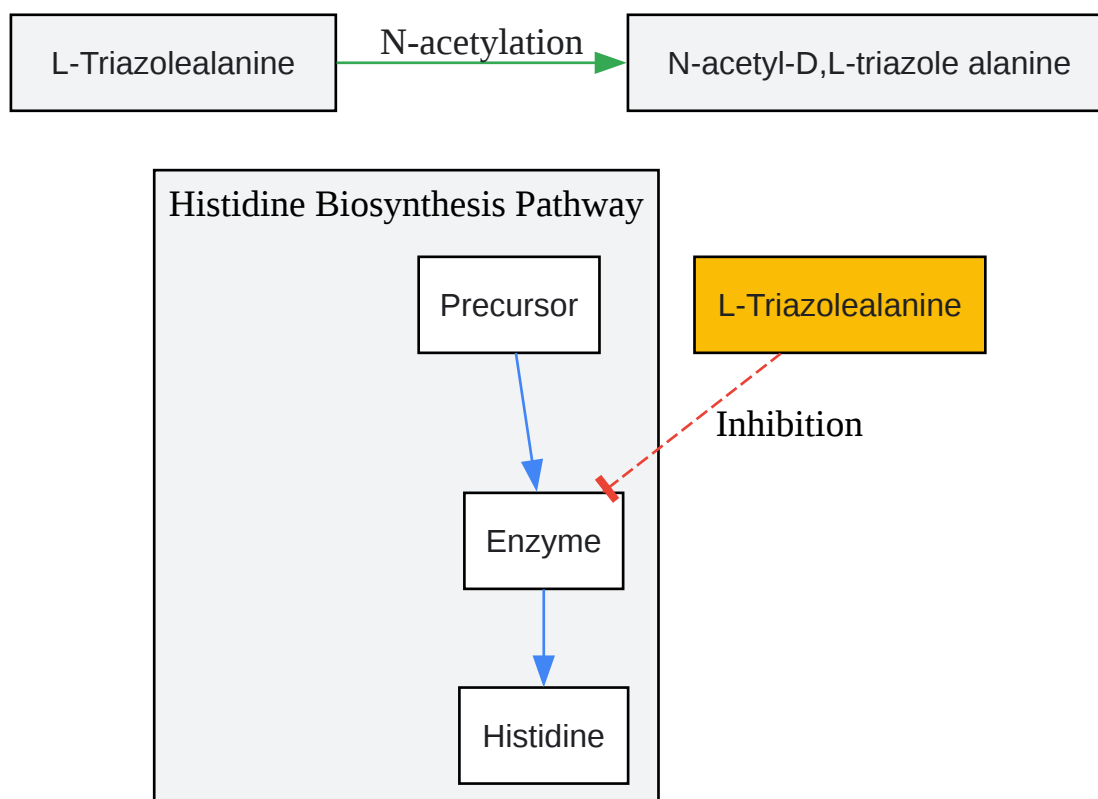 L-Triazolealanine
N-acetylation
N-acetyl-D,L-triazole alanine
Histidine Biosynthesis Pathway
Precursor
L-Triazolealanine
Inhibition
Enzyme
Histidine